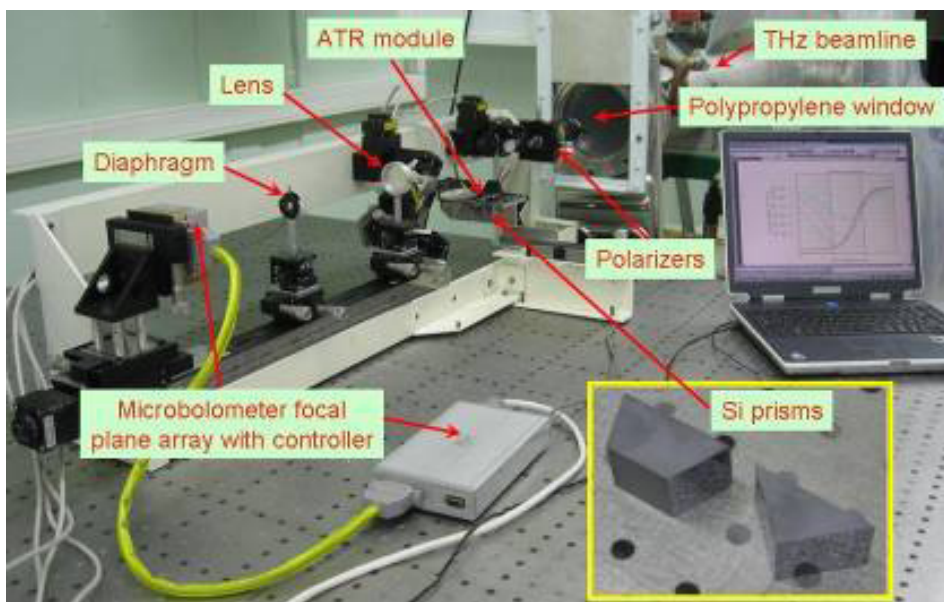 ATR module
THz beamline
Lens
Polypropylene window
Diaphragm
Polarizers
Microbolometer focal
plane array with controller
Si prisms